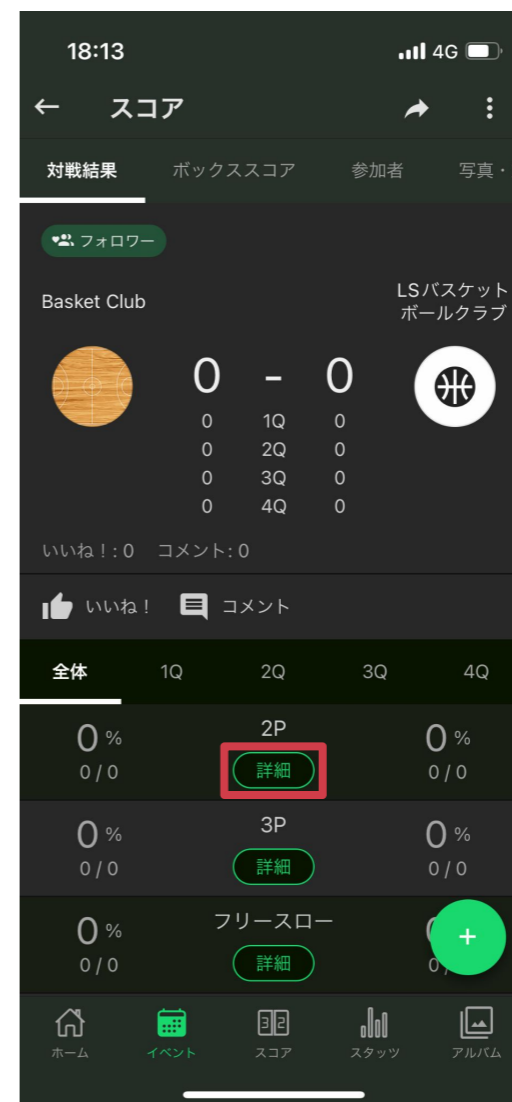 18:13 4G
スコア
対戦結果 ボックススコア 参加者 写真・
フォロワー
Basket Club
LSバスケット
ボールクラブ
0 - 0
0 1Q 0
0 2Q 0
0 3Q 0
0 4Q 0
いいね！: 0 コメント: 0
いいね！ コメント
全体 1Q 2Q 3Q 4Q
0 % 2P 0 %
0 / 0 詳細 0 / 0
0 % 3P 0 %
0 / 0 詳細 0 / 0
0 % フリースロー
0 / 0 詳細 0 /
ホーム イベント スコア スタッツ アルバム